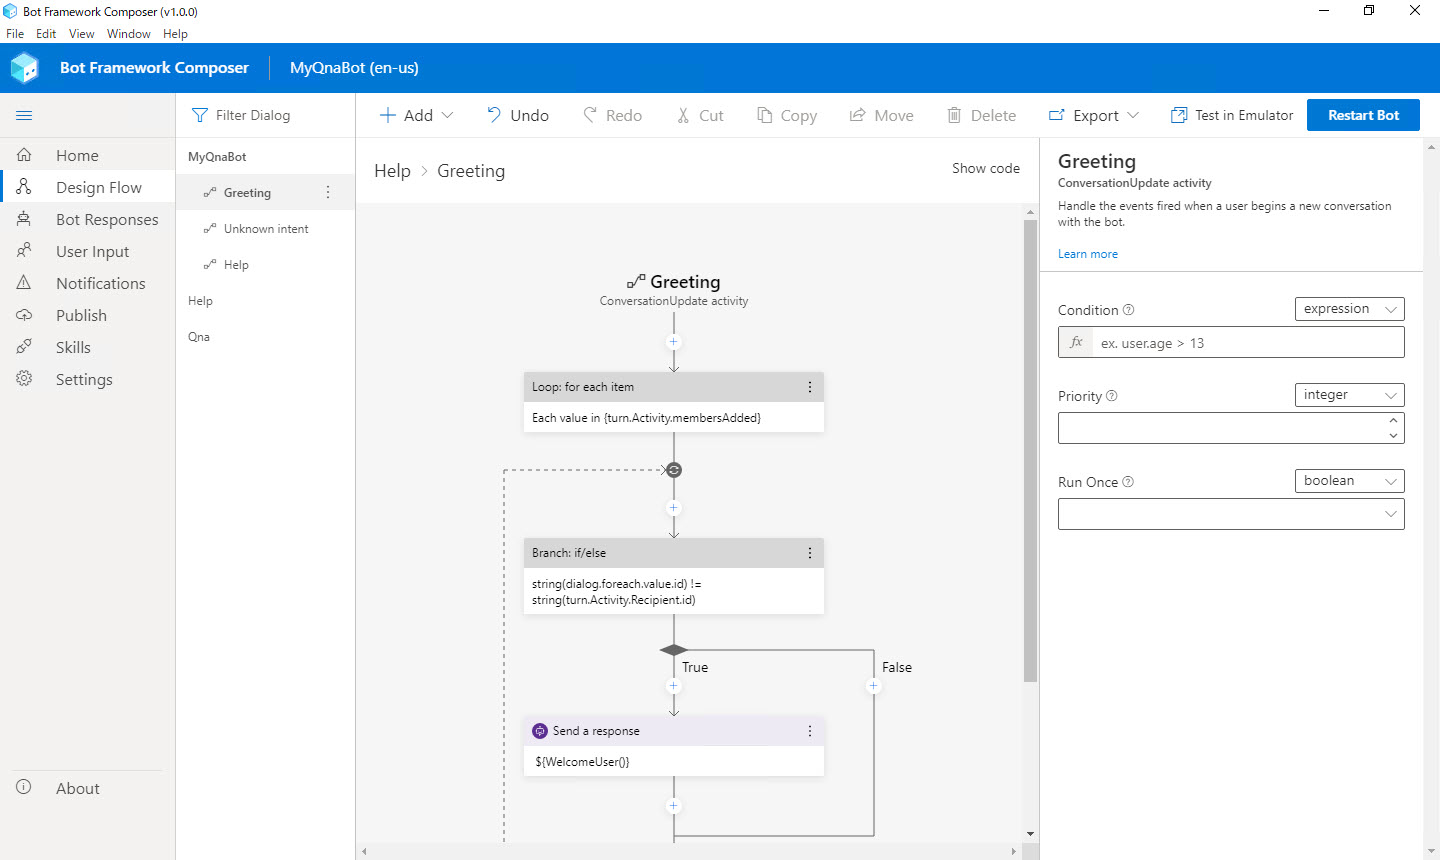 Bot Framework Composer (v1.0.0)
File Edit View Window Help
Bot Framework Composer MyQnaBot (en-us)
Filter Dialog
Add Undo Redo Cut Copy Move Delete Export Test in Emulator Restart Bot
Home
Design Flow
Bot Responses
User Input
Notifications
Publish
Skills
Settings
About
MyQnaBot
Greeting
Unknown intent
Help
Help
Qna
Help > Greeting
Show code
Greeting
ConversationUpdate activity
Loop: for each item
Each value in {turn.Activity.membersAdded}
Branch: if/else
string(dialog.foreach.value.id) !=
string(turn.Activity.Recipient.id)
True
False
Send a response
${WelcomeUser()}
Greeting
ConversationUpdate activity
Handle the events fired when a user begins a new conversation
with the bot.
Learn more
Condition expression
fx ex. user.age > 13
Priority integer
Run Once boolean